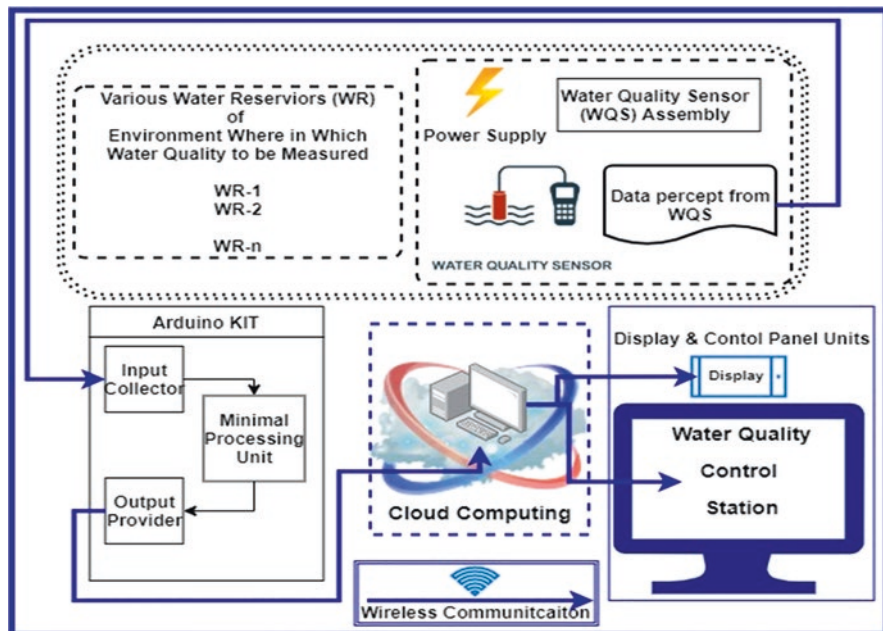 Various Water Reserviors (WR)
of
Environment Where in Which
Water Quality to be Measured
WR-1
WR-2
WR-n
Power Supply
Water Quality Sensor
(WQS) Assembly
Data percept from
WQS
WATER QUALITY SENSOR
Arduino KIT
Input
Collector
Minimal
Processing
Unit
Output
Provider
Cloud Computing
Display & Contol Panel Units
Display
Water Quality
Control
Station
Wireless Communitcaiton